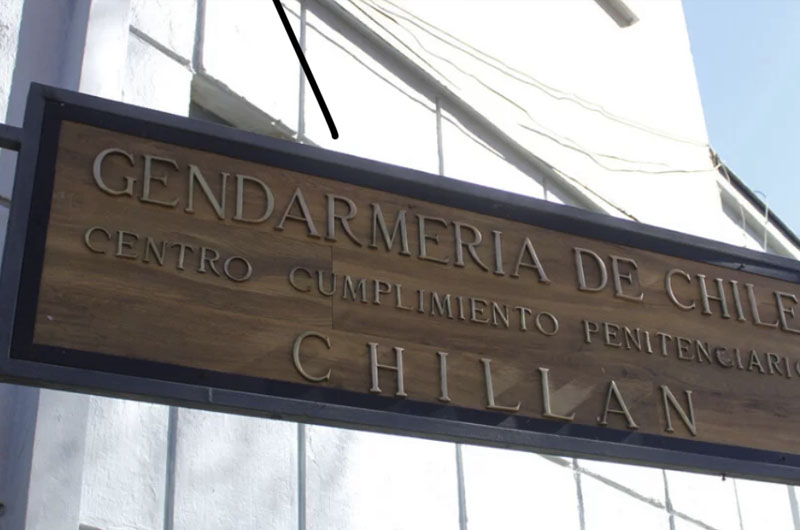 GENDARMERIA DE CHILE
CENTRO CUMPLIMIENTO PENITENCIARIO
CHILLAN